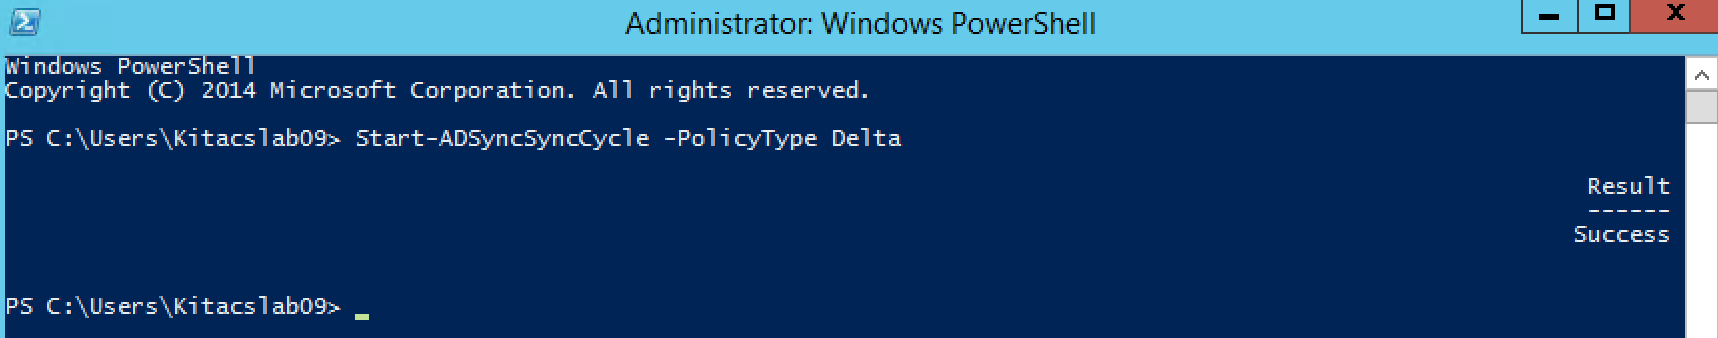 Administrator: Windows PowerShell
Windows PowerShell
Copyright (C) 2014 Microsoft Corporation. All rights reserved.
PS C:\Users\Kitacslab09> Start-ADSyncSyncCycle -PolicyType Delta
Result
------
Success
PS C:\Users\Kitacslab09>